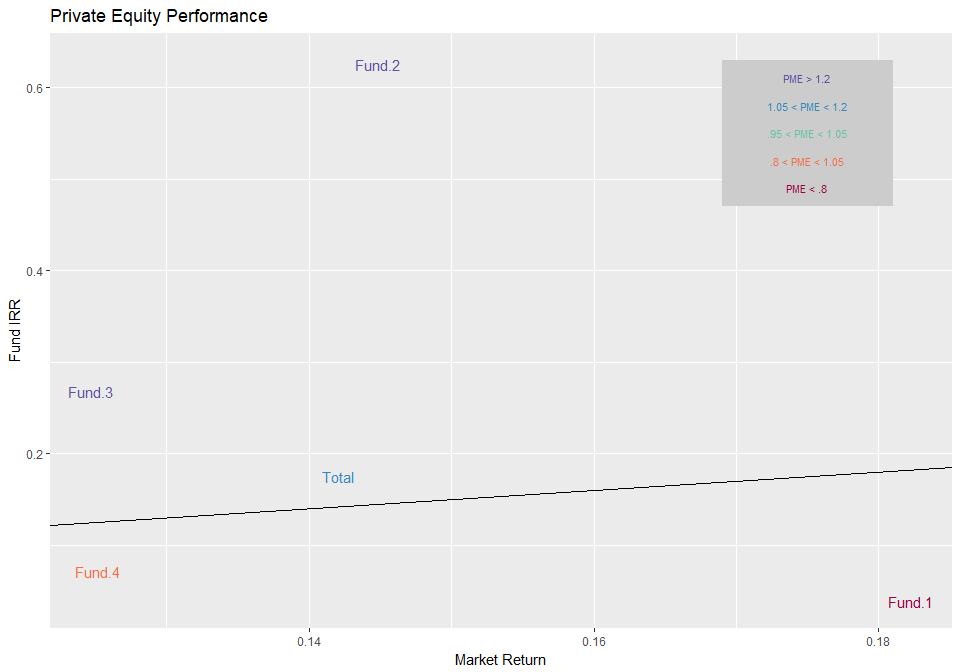 Private Equity Performance
Fund.2
PME > 1.2
0.6
1.05 < PME < 1.2
.95 < PME < 1.05
.8 < PME < 1.05
PME < .8
0.4
Fund IRR
Fund.3
0.2
Total
Fund.4
Fund.1
0.14
0.16
0.18
Market Return